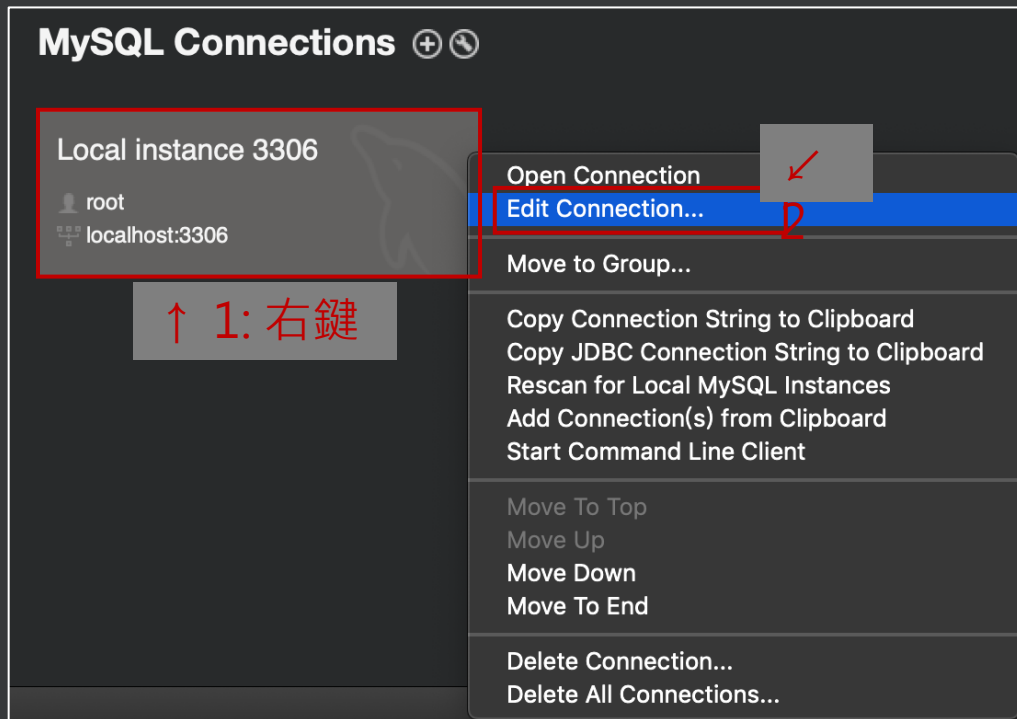 MySQL Connections
Local instance 3306
root
localhost:3306
↑ 1: 右鍵
Open Connection
↙
Edit Connection...
2
Move to Group...
Copy Connection String to Clipboard
Copy JDBC Connection String to Clipboard
Rescan for Local MySQL Instances
Add Connection(s) from Clipboard
Start Command Line Client
Move To Top
Move Up
Move Down
Move To End
Delete Connection...
Delete All Connections...